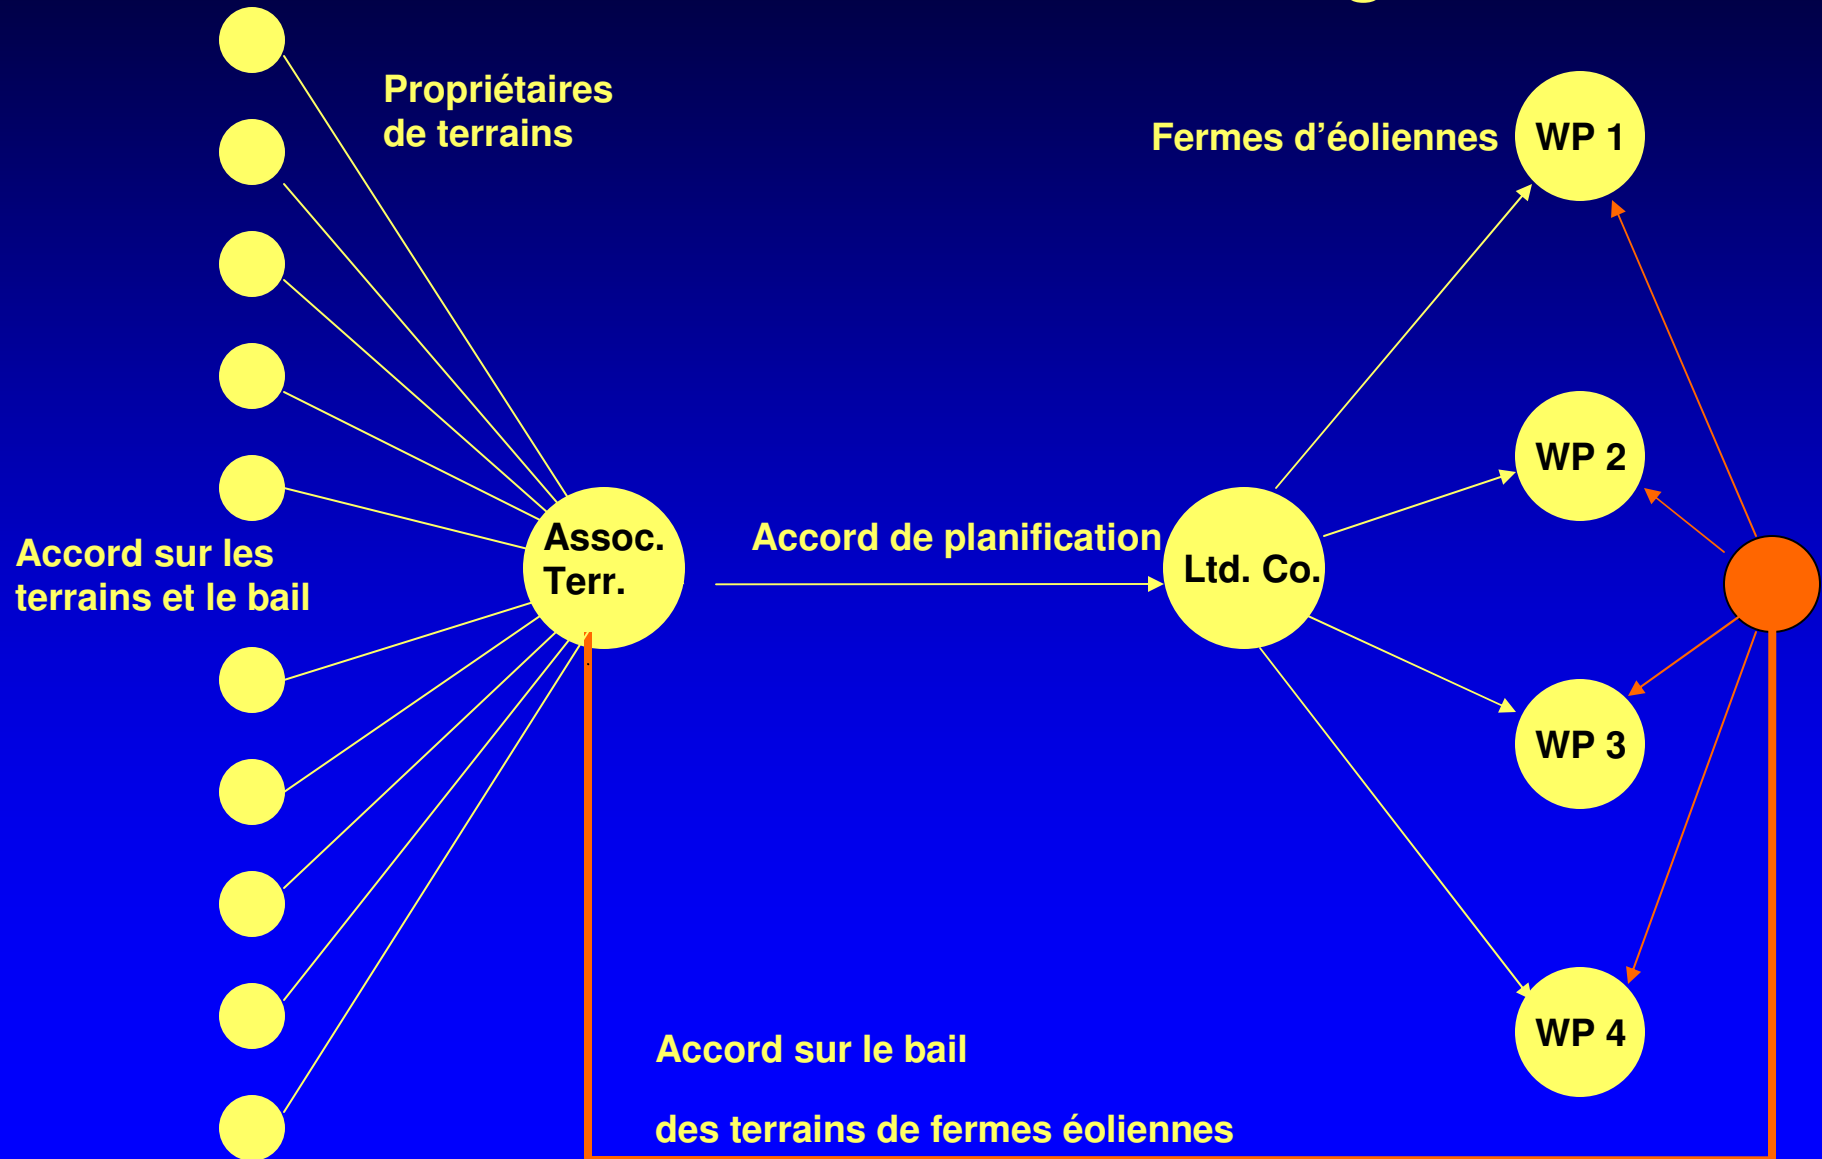 Propriétaires
de terrains
Fermes d’éoliennes
WP 1
WP 2
Accord sur les
terrains et le bail
Assoc.
Terr.
Accord de planification
Ltd. Co.
WP 3
WP 4
Accord sur le bail
des terrains de fermes éoliennes